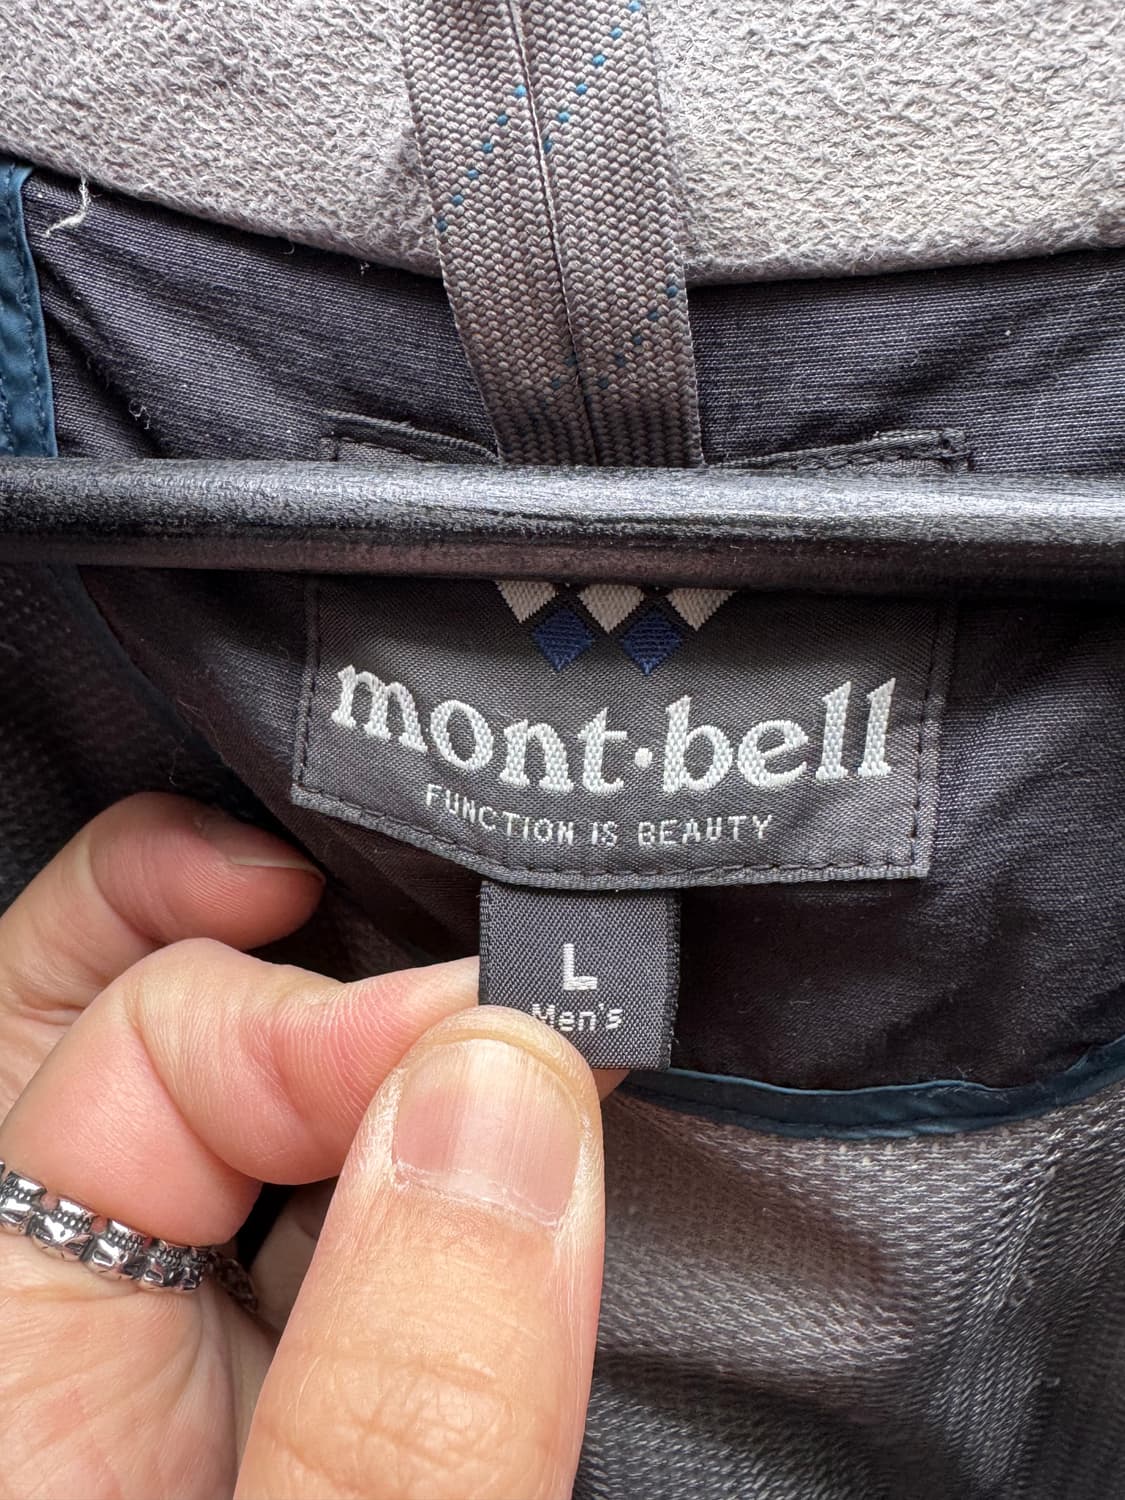 mont·bell
FUNCTION IS BEAUTY
L
Men's